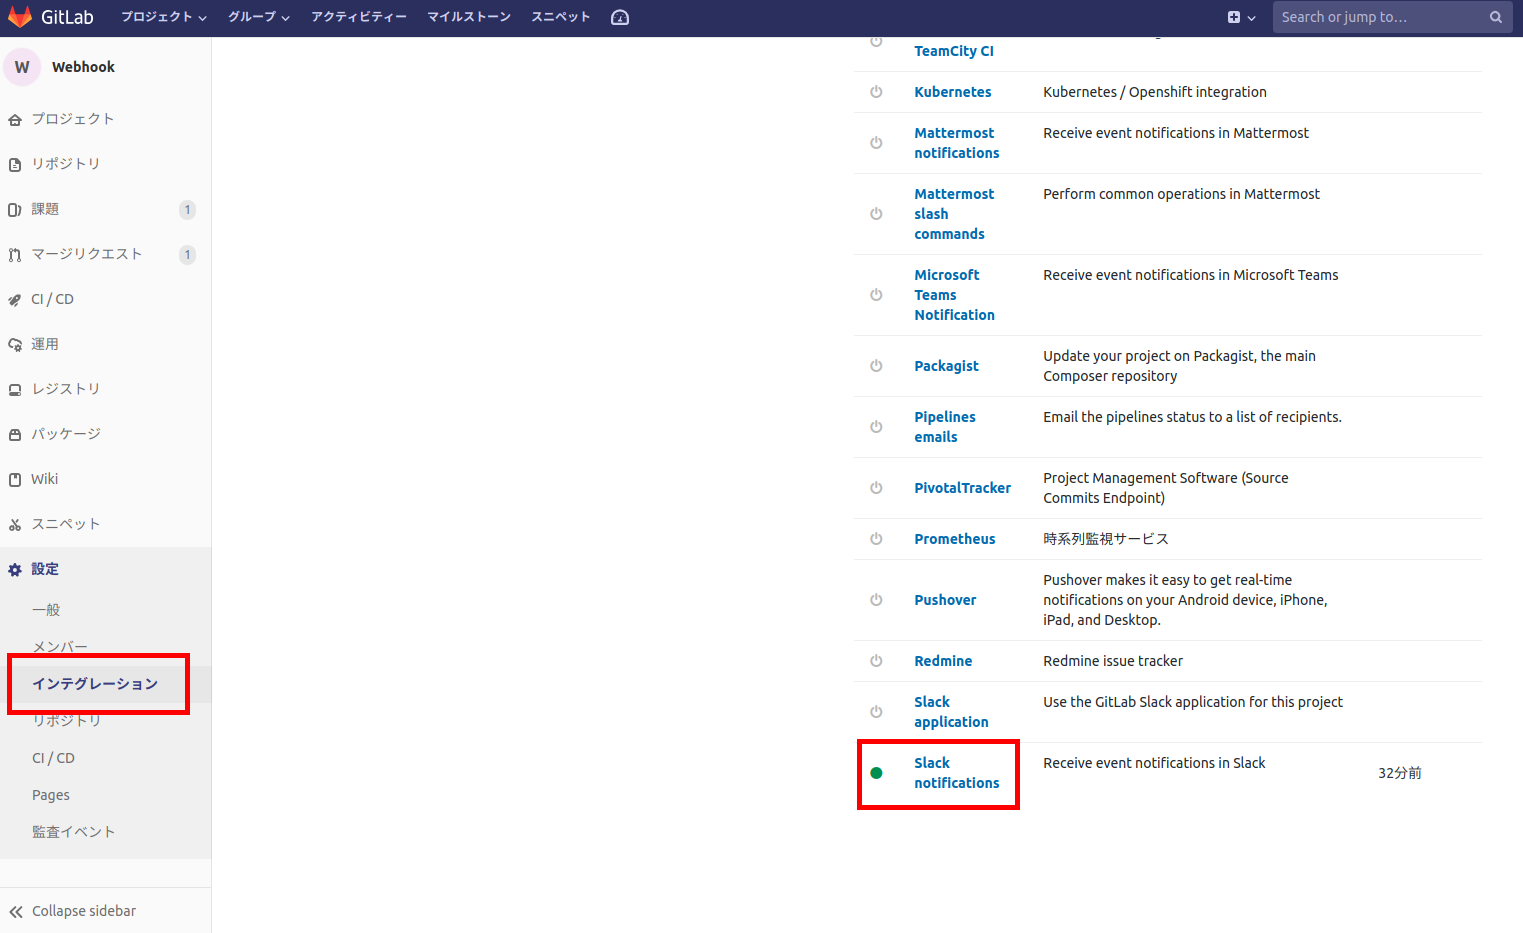 GitLab プロジェクト グループ アクティビティー マイルストーン スニペット Search or jump to...
W Webhook
プロジェクト
リポジトリ
課題 1
マージリクエスト 1
CI / CD
運用
レジストリ
パッケージ
Wiki
スニペット
設定
一般
メンバー
インテグレーション
リポジトリ
CI / CD
Pages
監査イベント
Collapse sidebar
TeamCity CI
Kubernetes Kubernetes / Openshift integration
Mattermost Receive event notifications in Mattermost
notifications
Mattermost Perform common operations in Mattermost
slash
commands
Microsoft Receive event notifications in Microsoft Teams
Teams
Notification
Packagist Update your project on Packagist, the main
Composer repository
Pipelines Email the pipelines status to a list of recipients.
emails
PivotalTracker Project Management Software (Source
Commits Endpoint)
Prometheus 時系列監視サービス
Pushover Pushover makes it easy to get real-time
notifications on your Android device, iPhone,
iPad, and Desktop.
Redmine Redmine issue tracker
Slack Use the GitLab Slack application for this project
application
Slack Receive event notifications in Slack 32分前
notifications